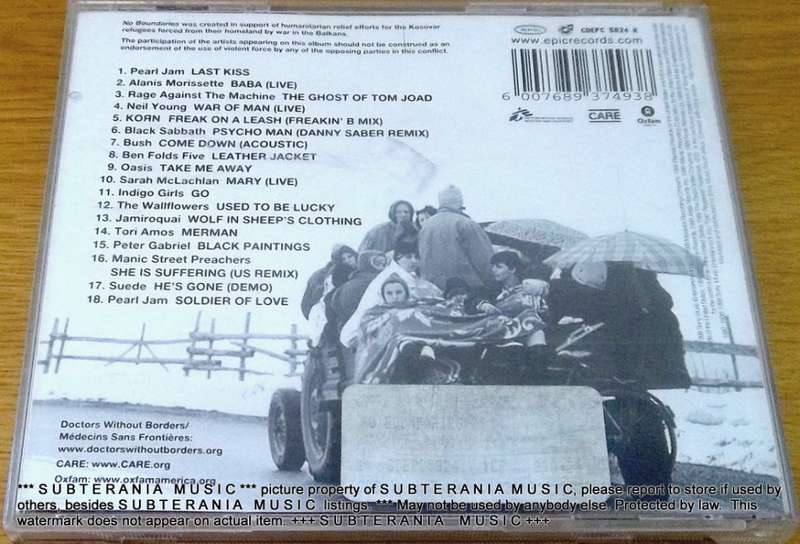 No Boundaries was created in support of humanitarian relief efforts for the Kosovar
refugees forced from their homeland by war in the Balkans.
The participation of the artists appearing on this album should not be construed as an
endorsement of the use of violent force by any of the opposing parties in this conflict.
epic
CDEPC 5824 K
www.epicrecords.com
6 007689 374938
CARE
Oxfam
1. Pearl Jam LAST KISS
2. Alanis Morissette BABA (LIVE)
3. Rage Against The Machine THE GHOST OF TOM JOAD
4. Neil Young WAR OF MAN (LIVE)
5. KOЯN FREAK ON A LEASH (FREAKIN' B MIX)
6. Black Sabbath PSYCHO MAN (DANNY SABER REMIX)
7. Bush COME DOWN (ACOUSTIC)
8. Ben Folds Five LEATHER JACKET
9. Oasis TAKE ME AWAY
10. Sarah McLachlan MARY (LIVE)
11. Indigo Girls GO
12. The Wallflowers USED TO BE LUCKY
13. Jamiroquai WOLF IN SHEEP'S CLOTHING
14. Tori Amos MERMAN
15. Peter Gabriel BLACK PAINTINGS
16. Manic Street Preachers
SHE IS SUFFERING (US REMIX)
17. Suede HE'S GONE (DEMO)
18. Pearl Jam SOLDIER OF LOVE
Doctors Without Borders/
Médecins Sans Frontières:
www.doctorswithoutborders.org
CARE: www.CARE.org
Oxfam: www.oxfamamerica.org
*** SUBTERANIA MUSIC *** picture property of SUBTERANIA MUSIC, please report to store if used by
others, besides SUBTERANIA MUSIC listings *** May not be used by anybody else. Protected by law. This
watermark does not appear on actual item. +++ SUBTERANIA MUSIC +++